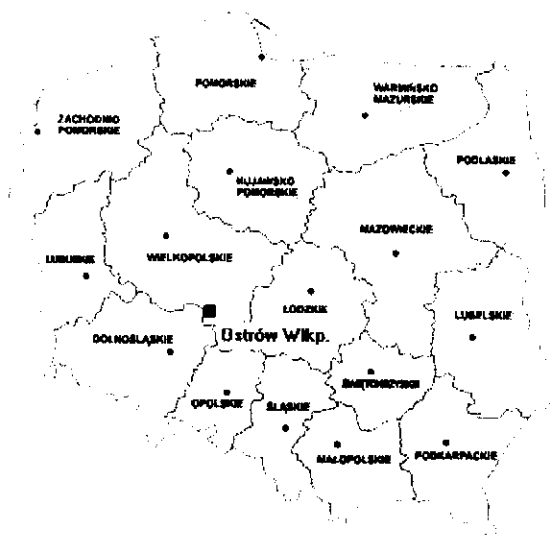 POMORSKIE
WARMIŃSKO
MAZURSKIE
ZACHODNIO
POMORSKIE
PODLASKIE
KUJAWSKO
POMORSKIE
MAZOWIECKIE
WIELKOPOLSKIE
LUBUSKIE
ŁÓDZKIE
Ostrów Wlkp.
LUBELSKIE
DOLNOŚLĄSKIE
ŚWIĘTOKRZYSKIE
OPOLSKIE
ŚLĄSKIE
MAŁOPOLSKIE
PODKARPACKIE